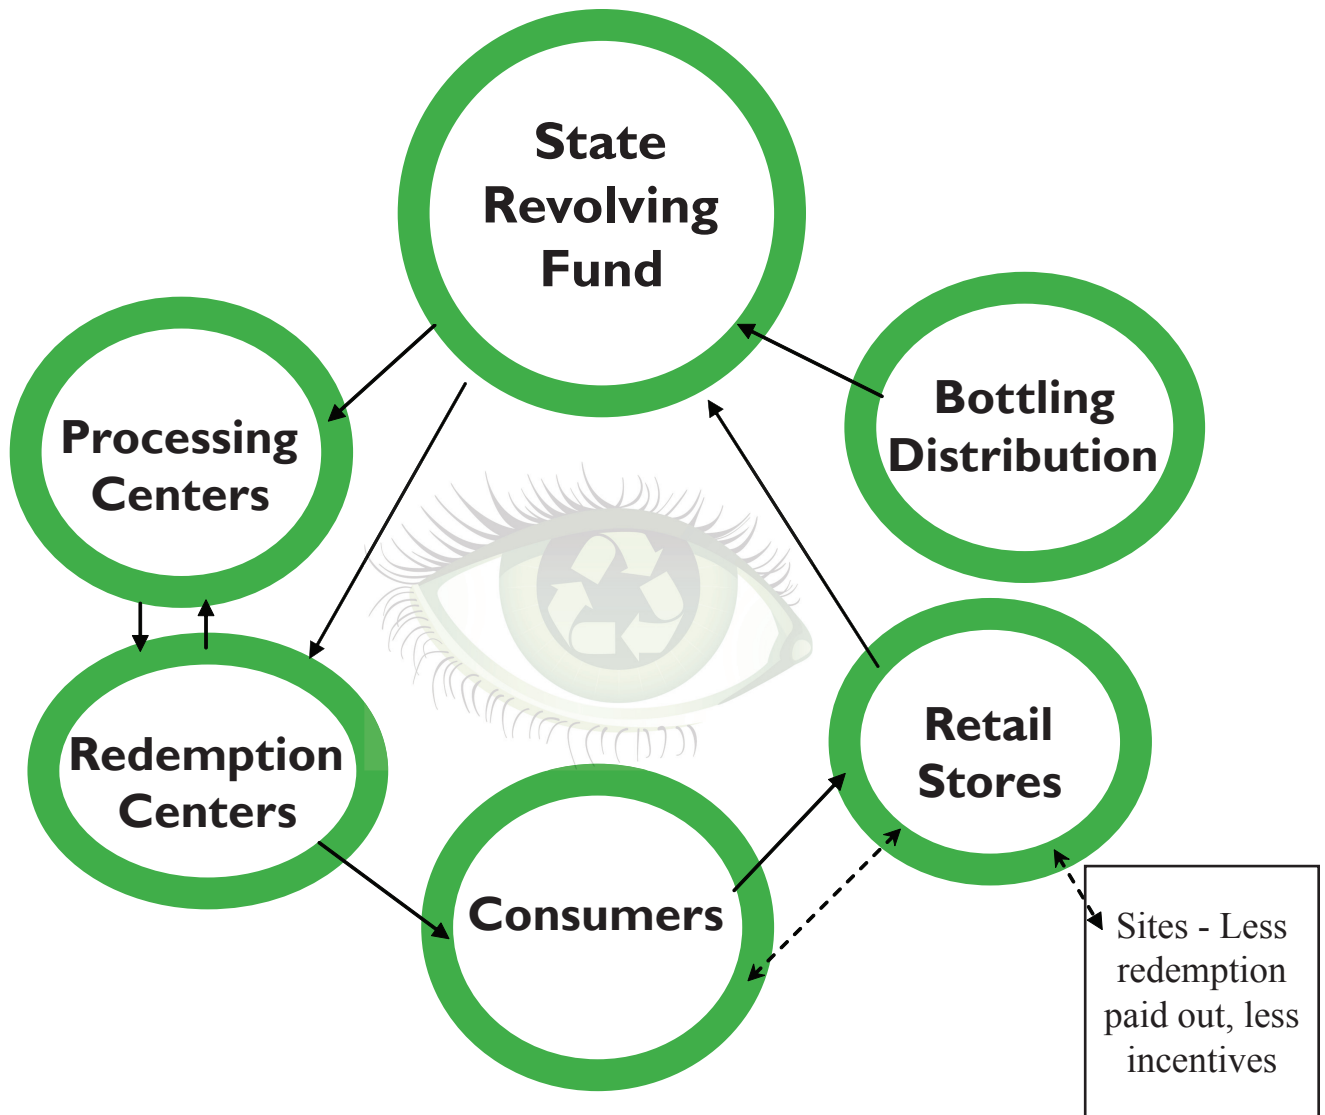 State
Revolving
Fund
Bottling
Distribution
Processing
Centers
Retail
Stores
Redemption
Centers
Consumers
Sites - Less
redemption
paid out, less
incentives